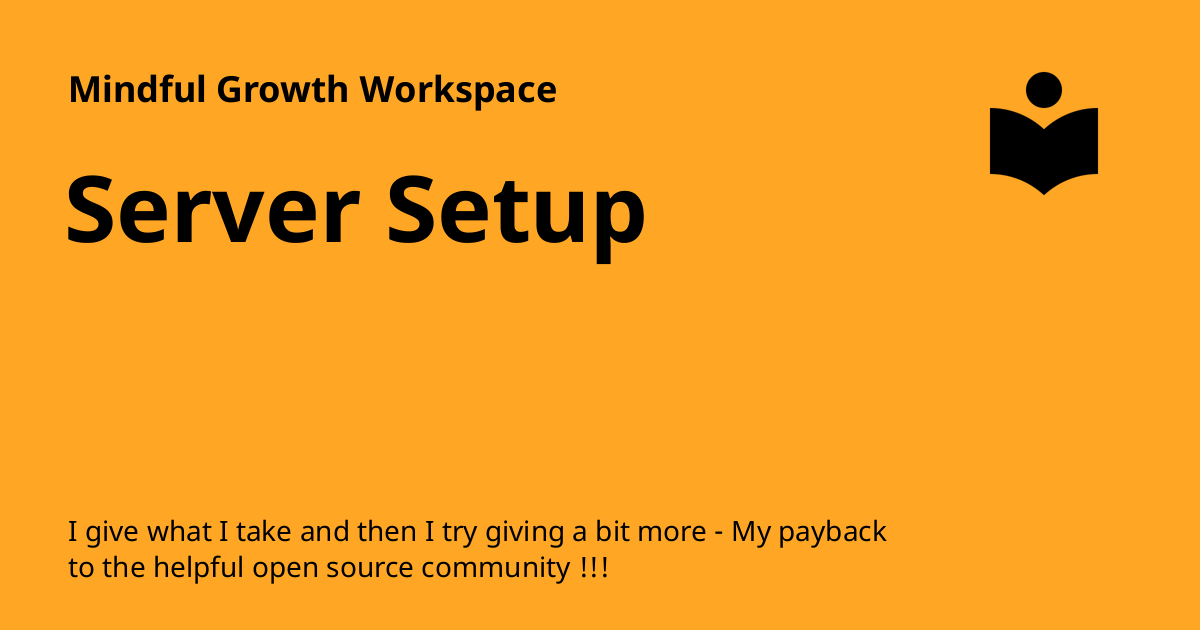 Mindful Growth Workspace
Server Setup
I give what I take and then I try giving a bit more - My payback
to the helpful open source community !!!